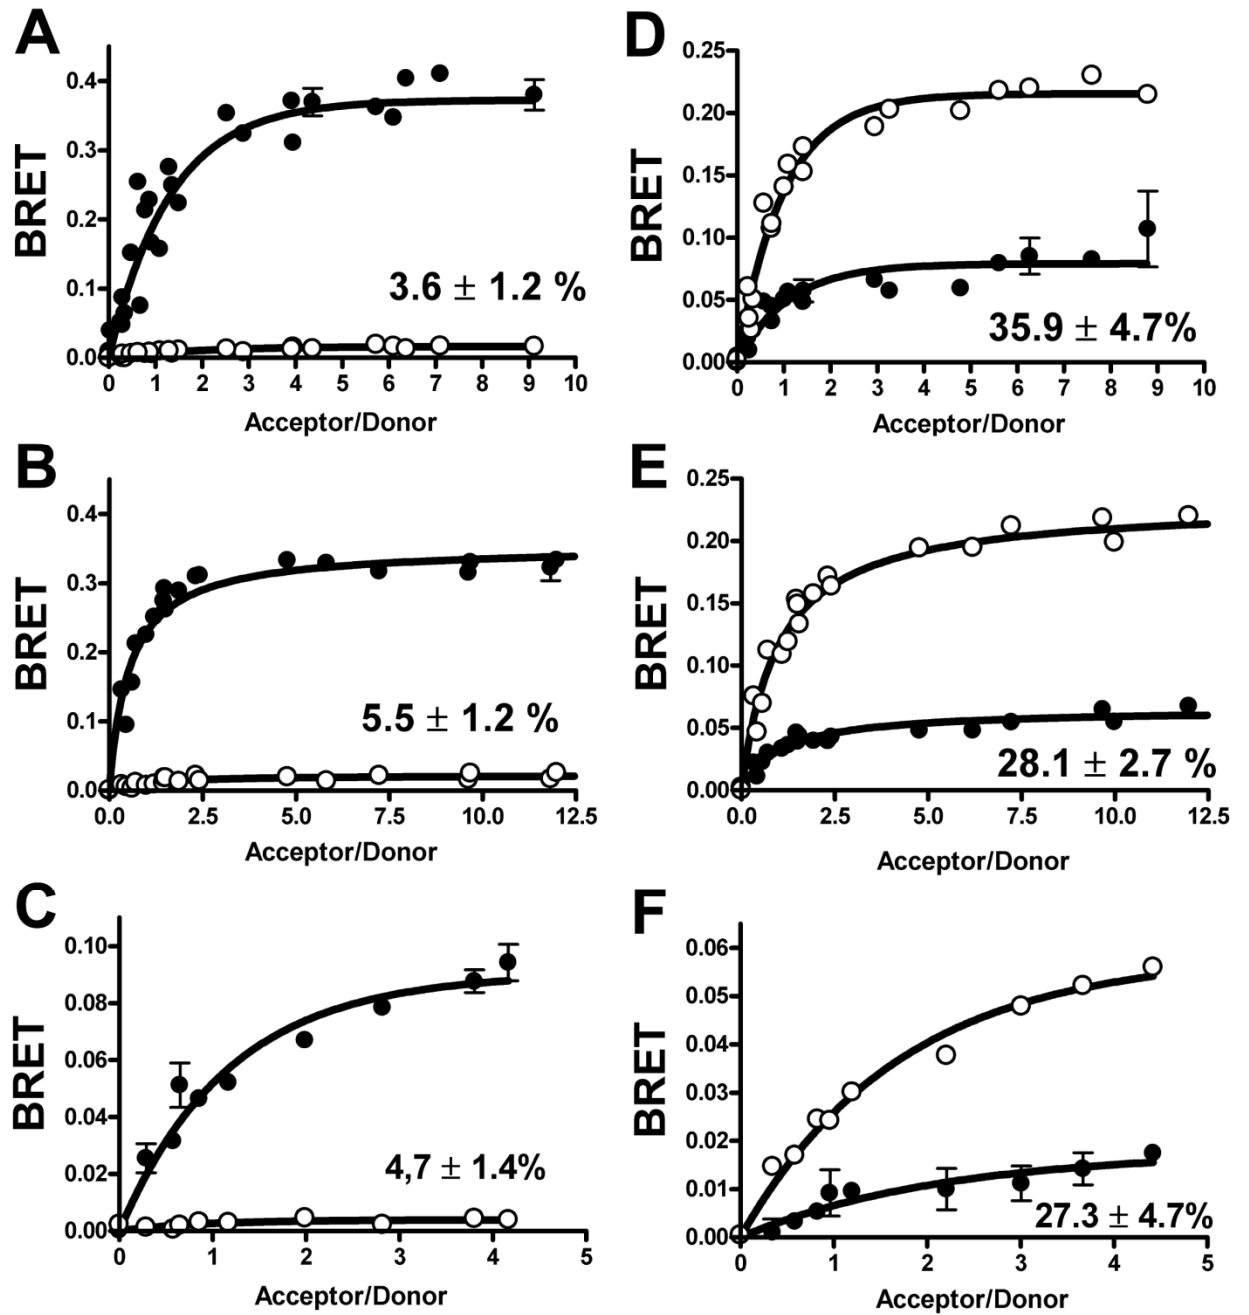 A
BRET
0.4
0.3
0.2
0.1
0.0
3.6 ± 1.2 %
0 1 2 3 4 5 6 7 8 9 10
Acceptor/Donor
D
BRET
0.25
0.20
0.15
0.10
0.05
0.00
35.9 ± 4.7%
0 1 2 3 4 5 6 7 8 9 10
Acceptor/Donor
B
BRET
0.4
0.3
0.2
0.1
0.0
5.5 ± 1.2 %
0.0 2.5 5.0 7.5 10.0 12.5
Acceptor/Donor
E
BRET
0.25
0.20
0.15
0.10
0.05
0.00
28.1 ± 2.7 %
0.0 2.5 5.0 7.5 10.0 12.5
Acceptor/Donor
C
BRET
0.10
0.08
0.06
0.04
0.02
0.00
4,7 ± 1.4%
0 1 2 3 4 5
Acceptor/Donor
F
BRET
0.06
0.05
0.04
0.03
0.02
0.01
0.00
27.3 ± 4.7%
0 1 2 3 4 5
Acceptor/Donor